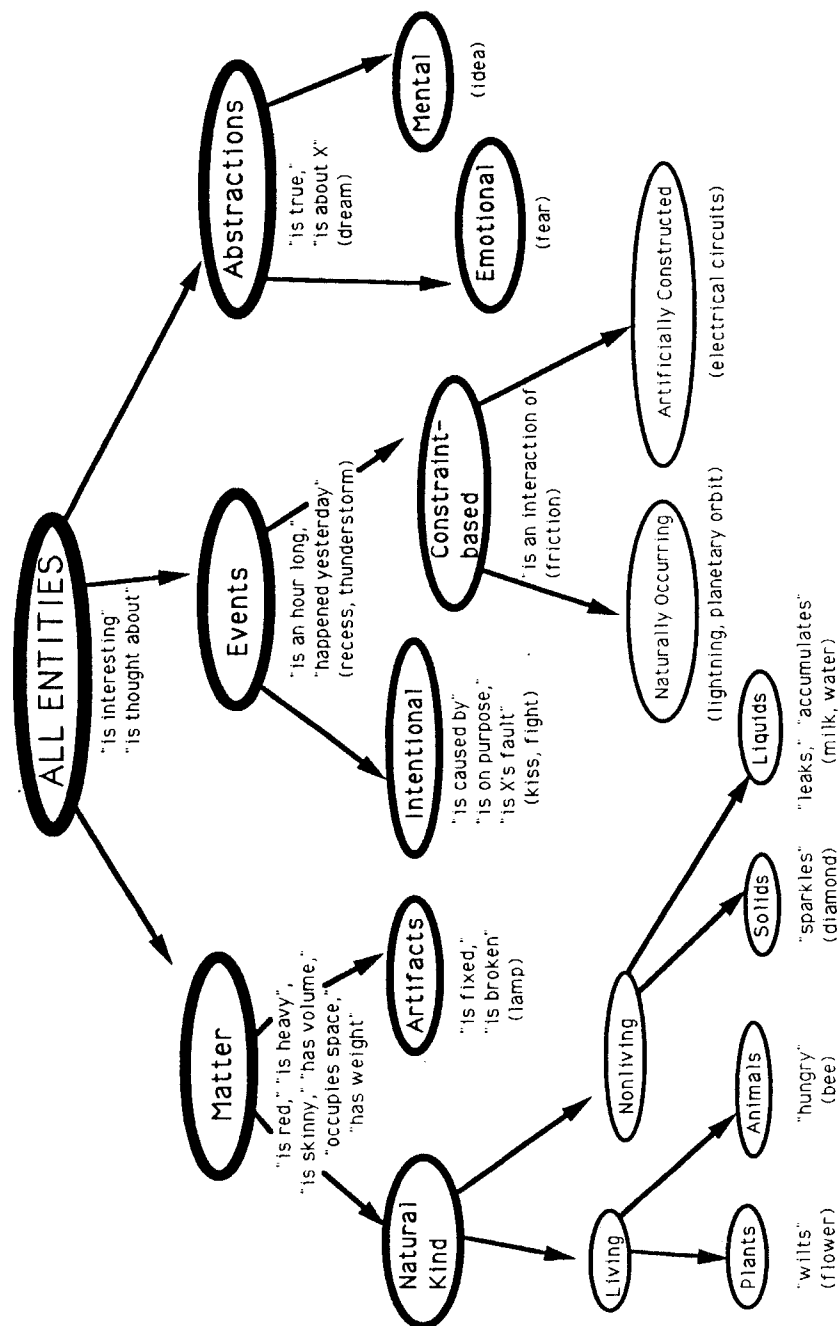 ALL ENTITIES
"is interesting"
"is thought about"
Matter
"is red," "is heavy",
"is skinny," "has volume,"
"occupies space,"
"has weight"
Events
"is an hour long,"
"happened yesterday"
(recess, thunderstorm)
Abstractions
"is true,"
"is about X"
(dream)
Natural
Kind
Artifacts
"is fixed,"
"is broken"
(lamp)
Intentional
"is caused by"
"is on purpose,"
"is X's fault"
(kiss, fight)
Constraint-
based
"is an interaction of
(friction)
Emotional
(fear)
Mental
(idea)
Living
Nonliving
Naturally Occurring
(lightning, planetary orbit)
Artificially Constructed
(electrical circuits)
Plants
"wilts"
(flower)
Animals
"hungry"
(bee)
Solids
"sparkles"
(diamond)
Liquids
"leaks," "accumulates"
(milk, water)